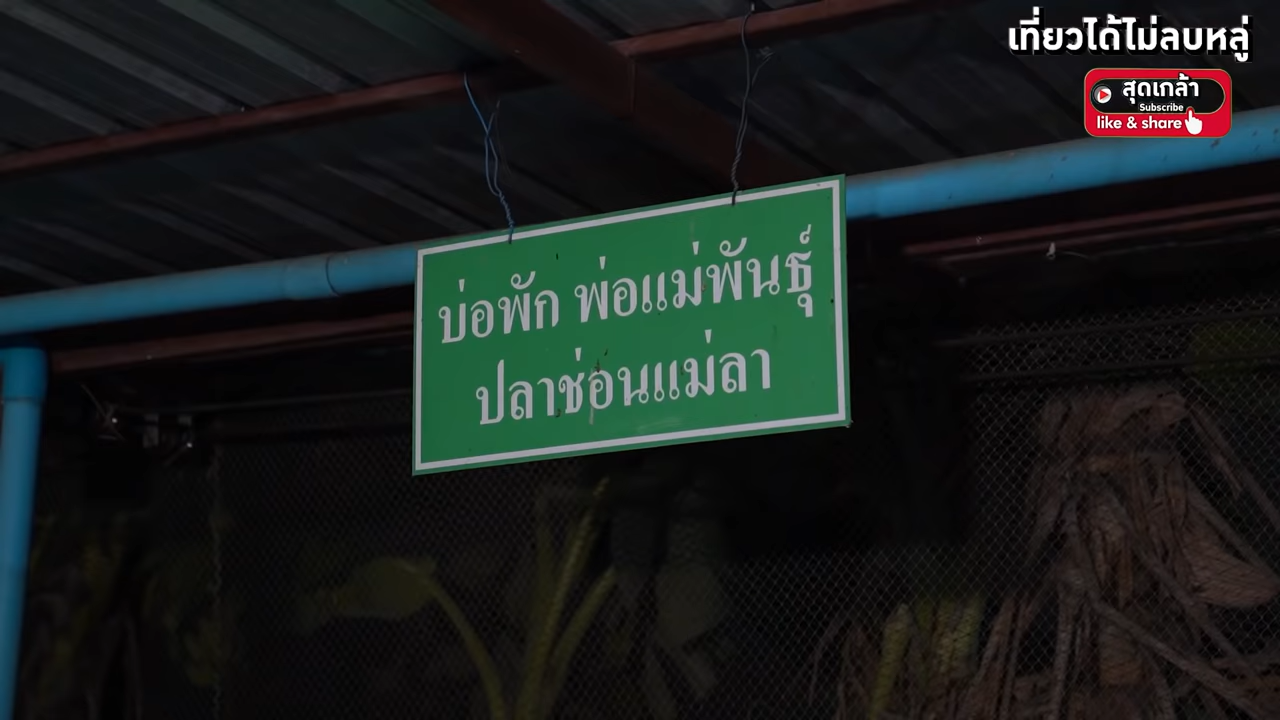 เที่ยวได้ไม่ลบหลู่
สุดเกล้า
Subscribe
like & share
บ่อพัก พ่อแม่พันธุ์
ปลาช่อนแม่ลา